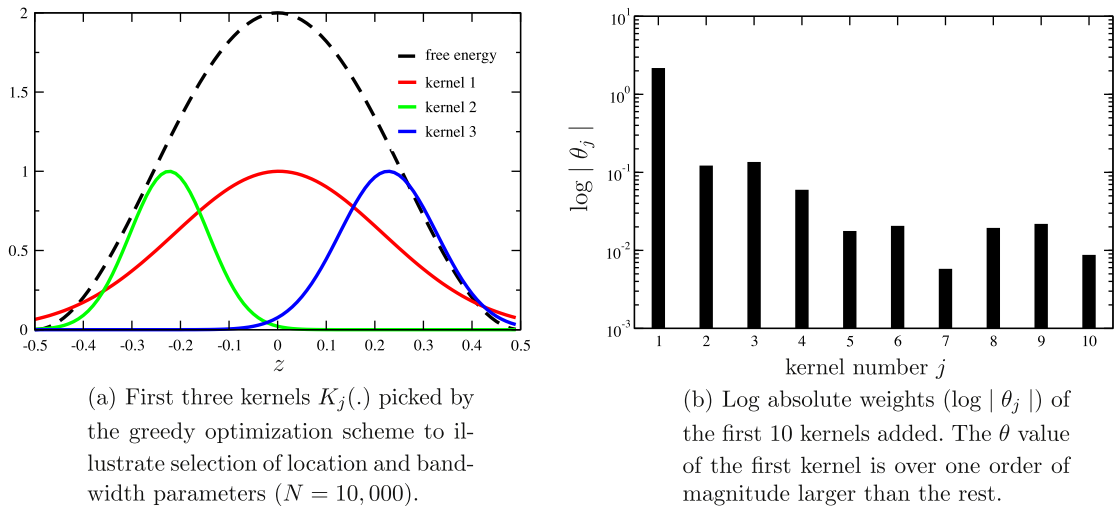 2
1.5
1
0.5
0
free energy
kernel 1
kernel 2
kernel 3
-0.5 -0.4 -0.3 -0.2 -0.1 0 0.1 0.2 0.3 0.4 0.5
z
(a) First three kernels K_j(.) picked by
the greedy optimization scheme to il-
lustrate selection of location and band-
width parameters (N = 10,000).
10^1
10^0
10^-1
10^-2
10^-3
log | θ_j |
1 2 3 4 5 6 7 8 9 10
kernel number j
(b) Log absolute weights (log | θ_j |) of
the first 10 kernels added. The θ value
of the first kernel is over one order of
magnitude larger than the rest.